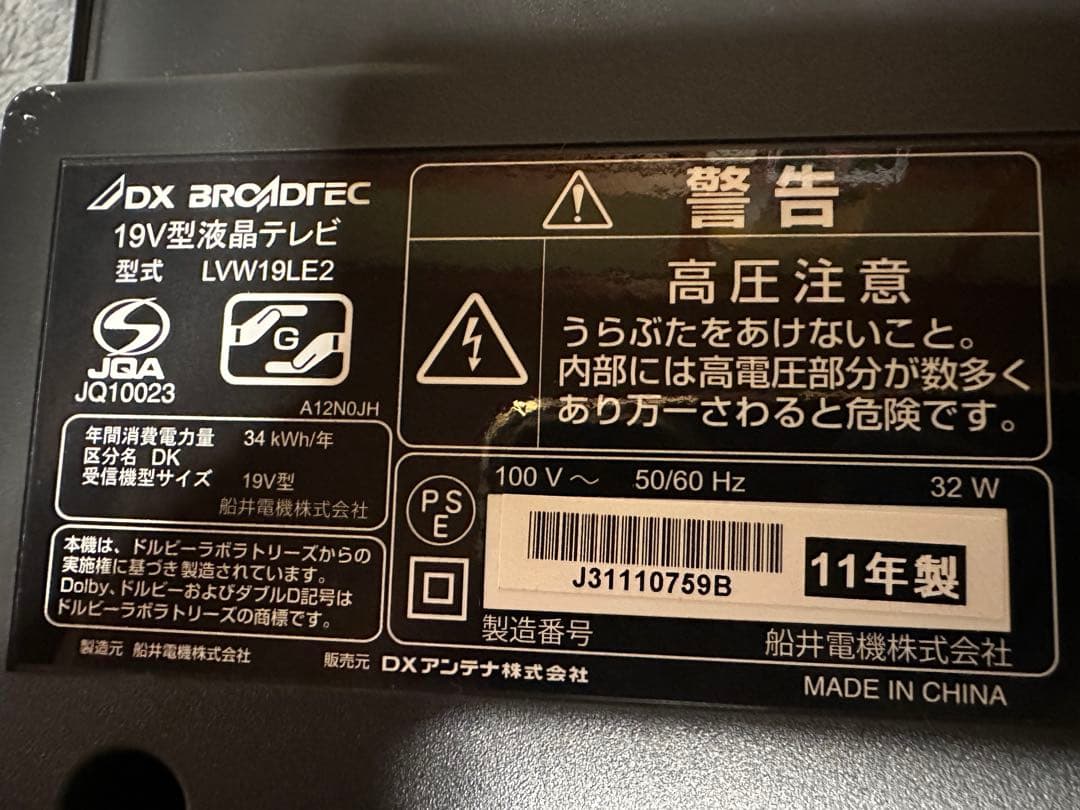 DX BROADTEC
19V型液晶テレビ
型式 LVW19LE2
JQA
JQ10023
G
A12N0JH
年間消費電力量 34 kWh/年
区分名 DK
受信機型サイズ 19V型
船井電機株式会社
本機は、ドルビーラボラトリーズからの
実施権に基づき製造されています。
Dolby、ドルビーおよびダブルD記号は
ドルビーラボラトリーズの商標です。
製造元 船井電機株式会社
販売元 DXアンテナ株式会社
警告
高圧注意
うらぶたをあけないこと。
内部には高電圧部分が数多く
あり万一さわると危険です。
100 V ～ 50/60 Hz 32 W
PS
E
J31110759B
11年製
製造番号
船井電機株式会社
MADE IN CHINA